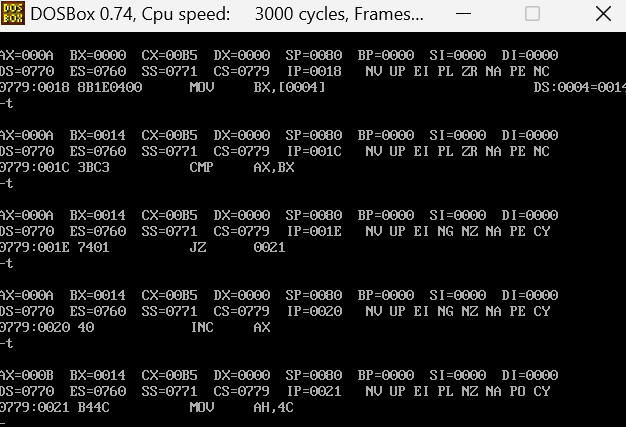 DOS
BOX
DOSBox 0.74, Cpu speed: 3000 cycles, Frames...
AX=000A BX=0000 CX=00B5 DX=0000 SP=0080 BP=0000 SI=0000 DI=0000
DS=0770 ES=0760 SS=0771 CS=0779 IP=0018 NV UP EI PL ZR NA PE NC
0779:0018 8B1E0400 MOV BX,[0004] DS:0004=0014
-t
AX=000A BX=0014 CX=00B5 DX=0000 SP=0080 BP=0000 SI=0000 DI=0000
DS=0770 ES=0760 SS=0771 CS=0779 IP=001C NV UP EI PL ZR NA PE NC
0779:001C 3BC3 CMP AX,BX
-t
AX=000A BX=0014 CX=00B5 DX=0000 SP=0080 BP=0000 SI=0000 DI=0000
DS=0770 ES=0760 SS=0771 CS=0779 IP=001E NV UP EI NG NZ NA PE CY
0779:001E 7401 JZ 0021
-t
AX=000A BX=0014 CX=00B5 DX=0000 SP=0080 BP=0000 SI=0000 DI=0000
DS=0770 ES=0760 SS=0771 CS=0779 IP=0020 NV UP EI NG NZ NA PE CY
0779:0020 40 INC AX
-t
AX=000B BX=0014 CX=00B5 DX=0000 SP=0080 BP=0000 SI=0000 DI=0000
DS=0770 ES=0760 SS=0771 CS=0779 IP=0021 NV UP EI PL NZ NA PO CY
0779:0021 B44C MOV AH,4C
-